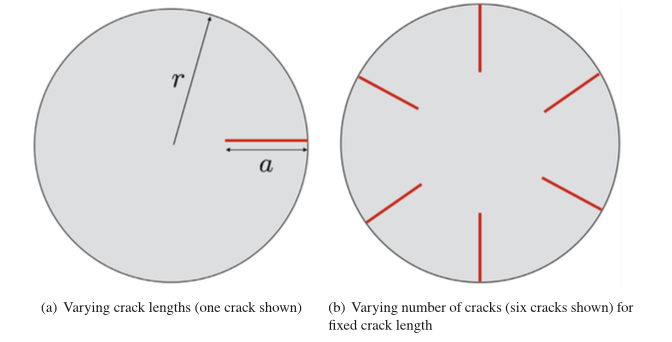 r
a
(a) Varying crack lengths (one crack shown)
(b) Varying number of cracks (six cracks shown) for
fixed crack length